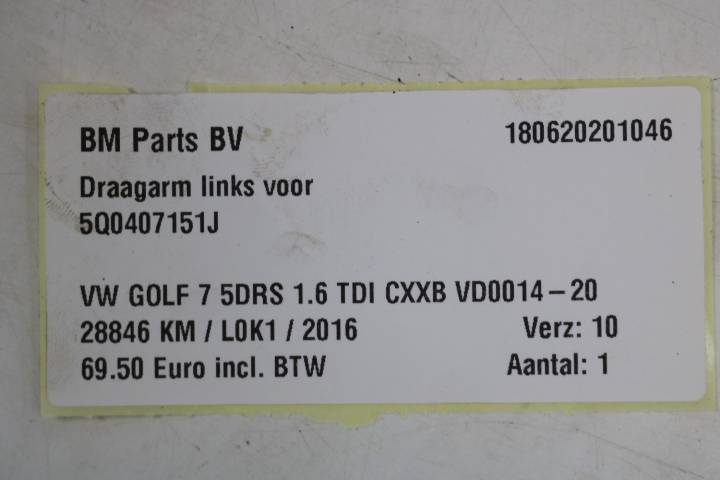 BM Parts BV 180620201046
Draagarm links voor
5Q0407151J
VW GOLF 7 5DRS 1.6 TDI CXXB VD0014-20
28846 KM / L0K1 / 2016 Verz: 10
69.50 Euro incl. BTW Aantal: 1